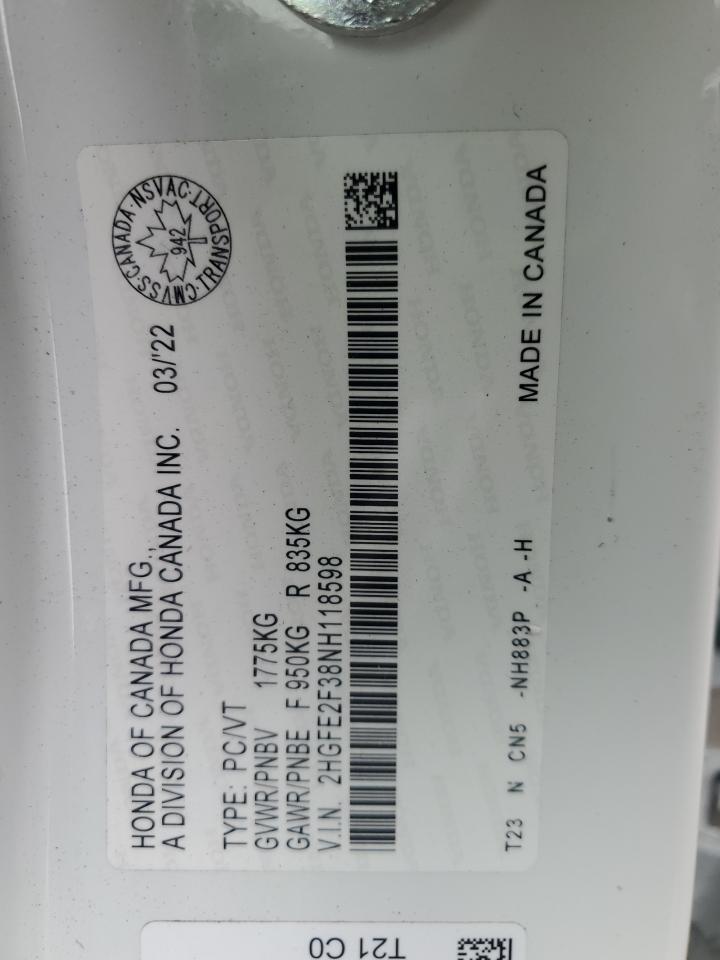 HONDA OF CANADA MFG.,
A DIVISION OF HONDA CANADA INC. 03/'22
CMVSS·CANADA·NSVAC·TRANSPORT·
942
TYPE: PC/VT
GVWR/PNBV 1775KG
GAWR/PNBE F 950KG R 835KG
V.I.N. 2HGFE2F38NH118598
T23 N CN5 -NH883P -A -H
MADE IN CANADA
T21 C0